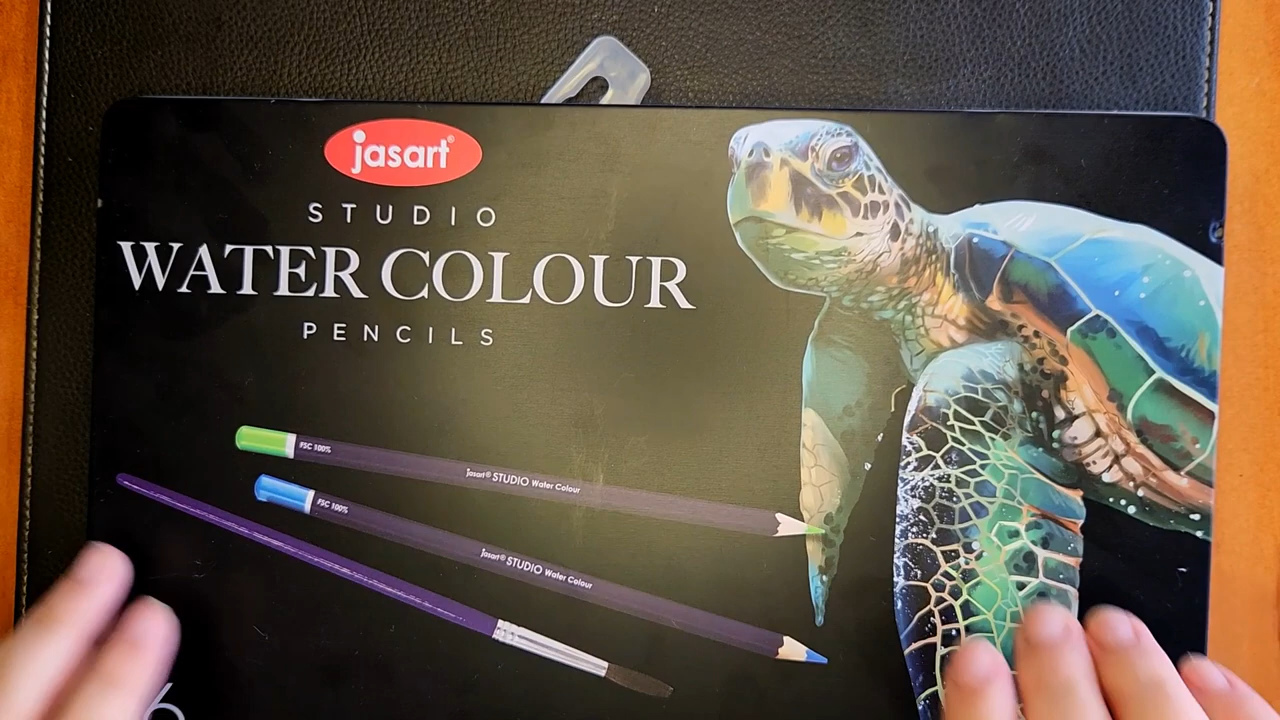 jasart®
STUDIO
WATER COLOUR
PENCILS
FSC 100%
jasart® STUDIO Water Colour
FSC 100%
jasart® STUDIO Water Colour